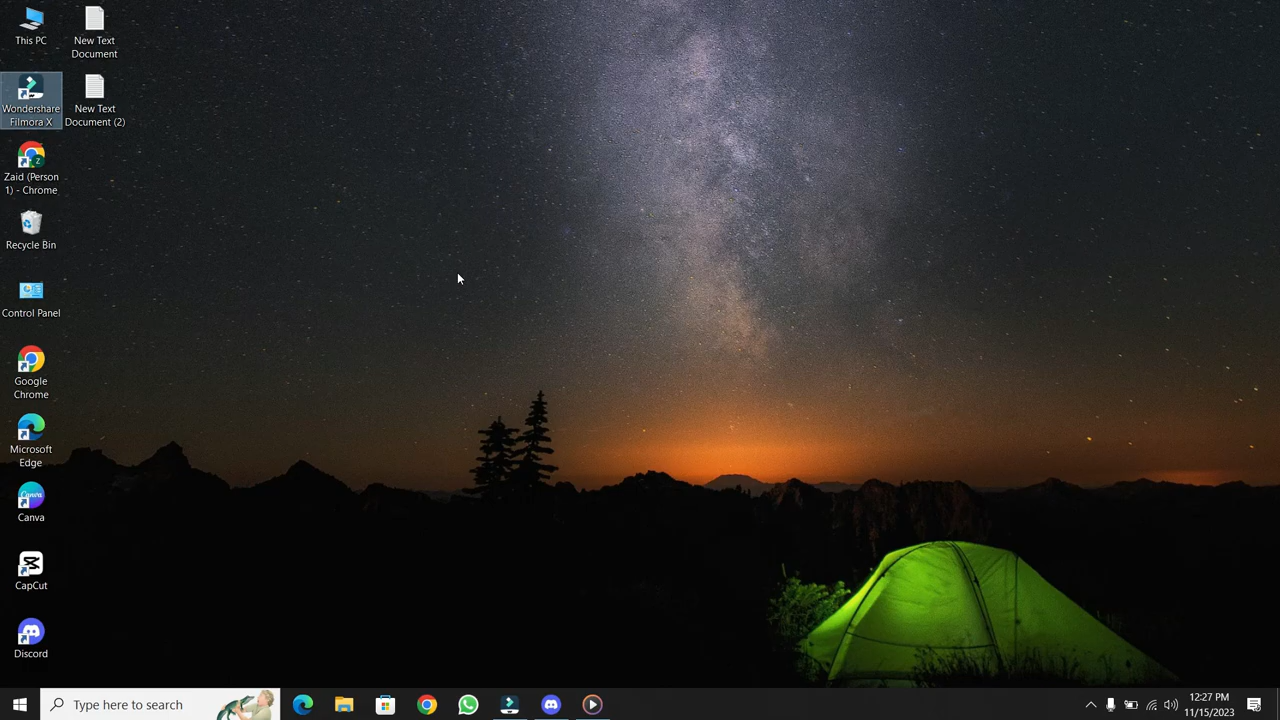 This PC
New Text
Document
Wondershare
Filmora X
New Text
Document (2)
Zaid (Person
1) - Chrome
Recycle Bin
Control Panel
Google
Chrome
Microsoft
Edge
Canva
Canva
CapCut
Discord
Type here to search
12:27 PM
11/15/2023